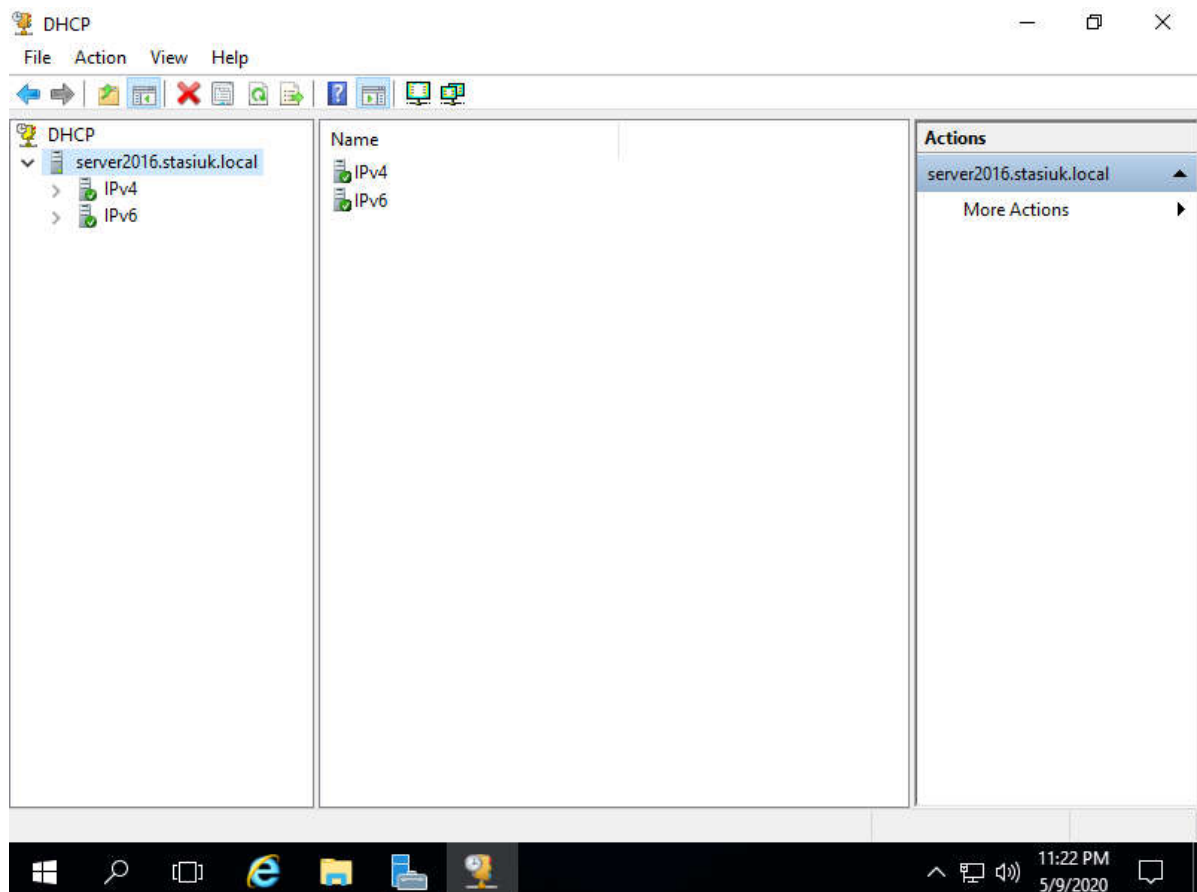 DHCP
File Action View Help
DHCP
server2016.stasiuk.local
IPv4
IPv6
Name
IPv4
IPv6
Actions
server2016.stasiuk.local
More Actions
11:22 PM
5/9/2020